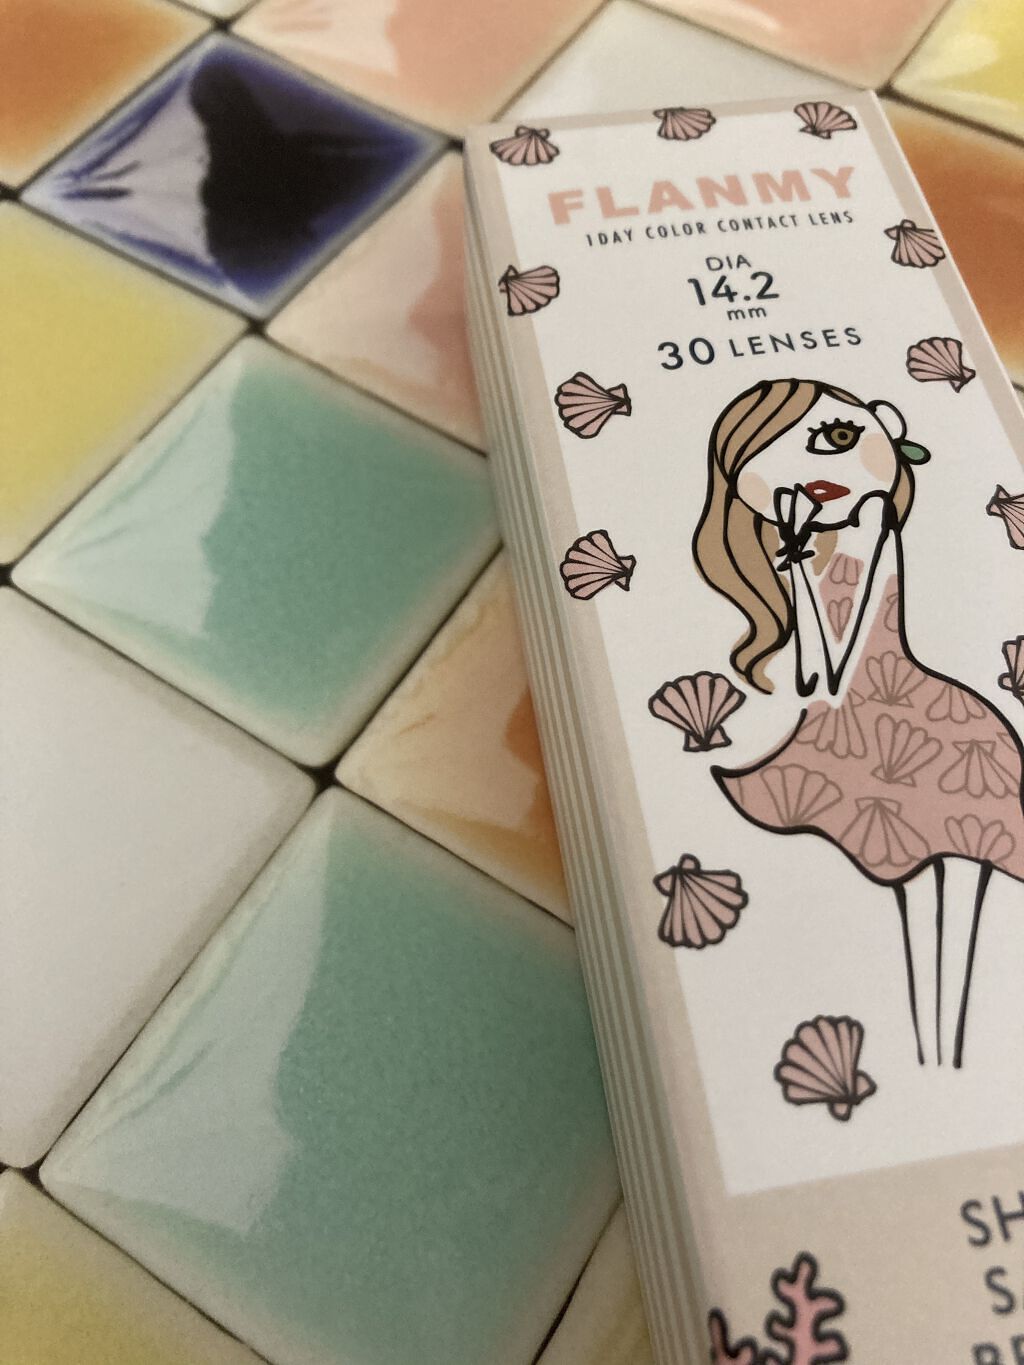 FLANMY
1DAY COLOR CONTACT LENS
DIA
14.2
mm
30 LENSES